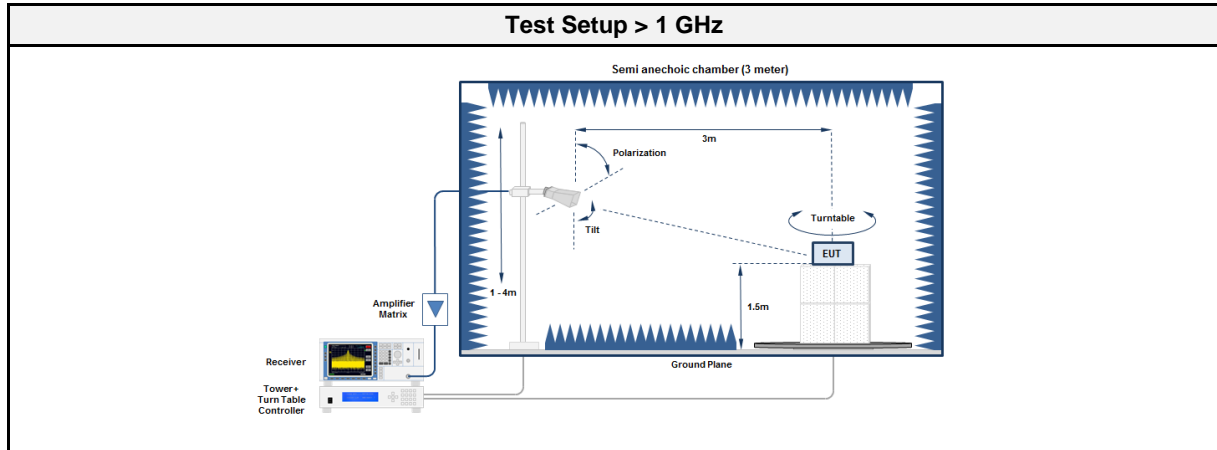 Test Setup > 1 GHz
Semi anechoic chamber (3 meter)
3m
Polarization
Turntable
Tilt
EUT
1 - 4m
1.5m
Amplifier
Matrix
Ground Plane
Receiver
Tower+
Turn Table
Controller